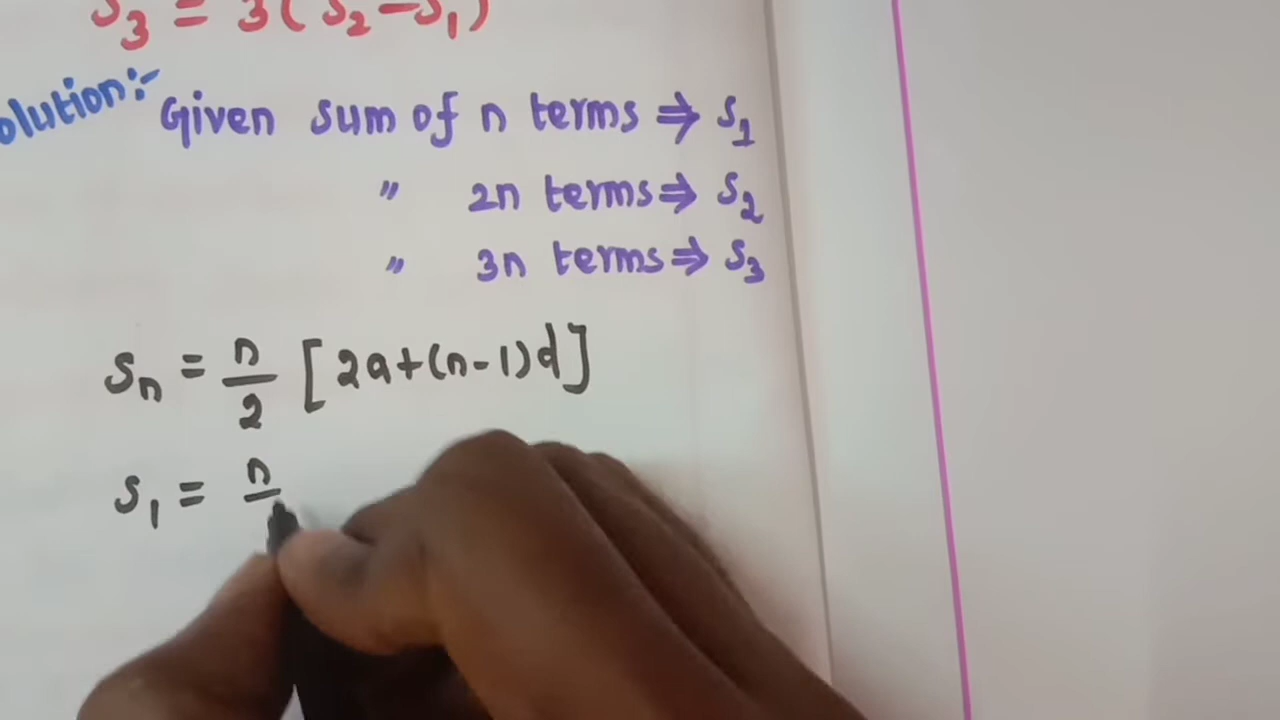 S3 = 3(S2-S1)
olution:- Given sum of n terms ⇒ S1
" 2n terms ⇒ S2
" 3n terms ⇒ S3
Sn = n/2 [2a+(n-1)d]
S1 = n